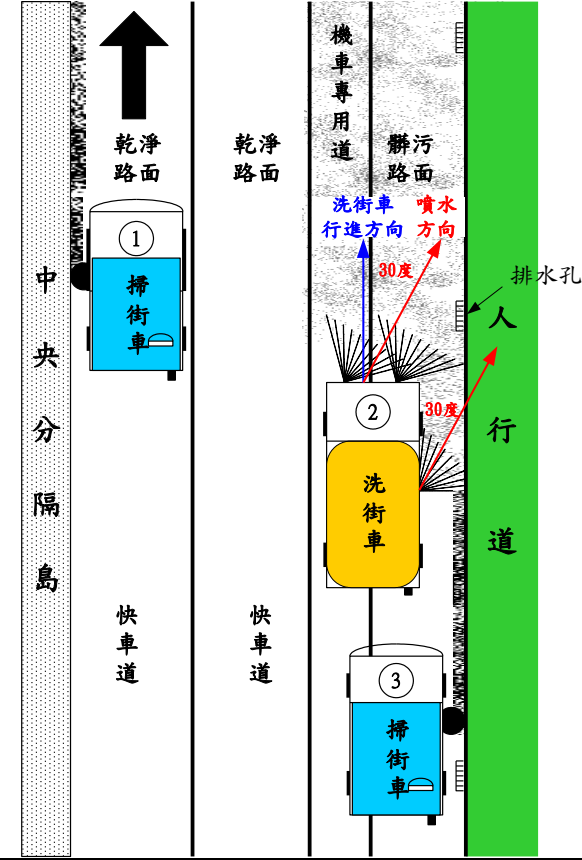 機車專用道
乾淨
路面
乾淨
路面
髒污
路面
洗街車
行進方向
噴水
方向
①
30度
排水孔
掃街車
中央分隔島
人行道
②
30度
洗街車
快車道
快車道
③
掃街車